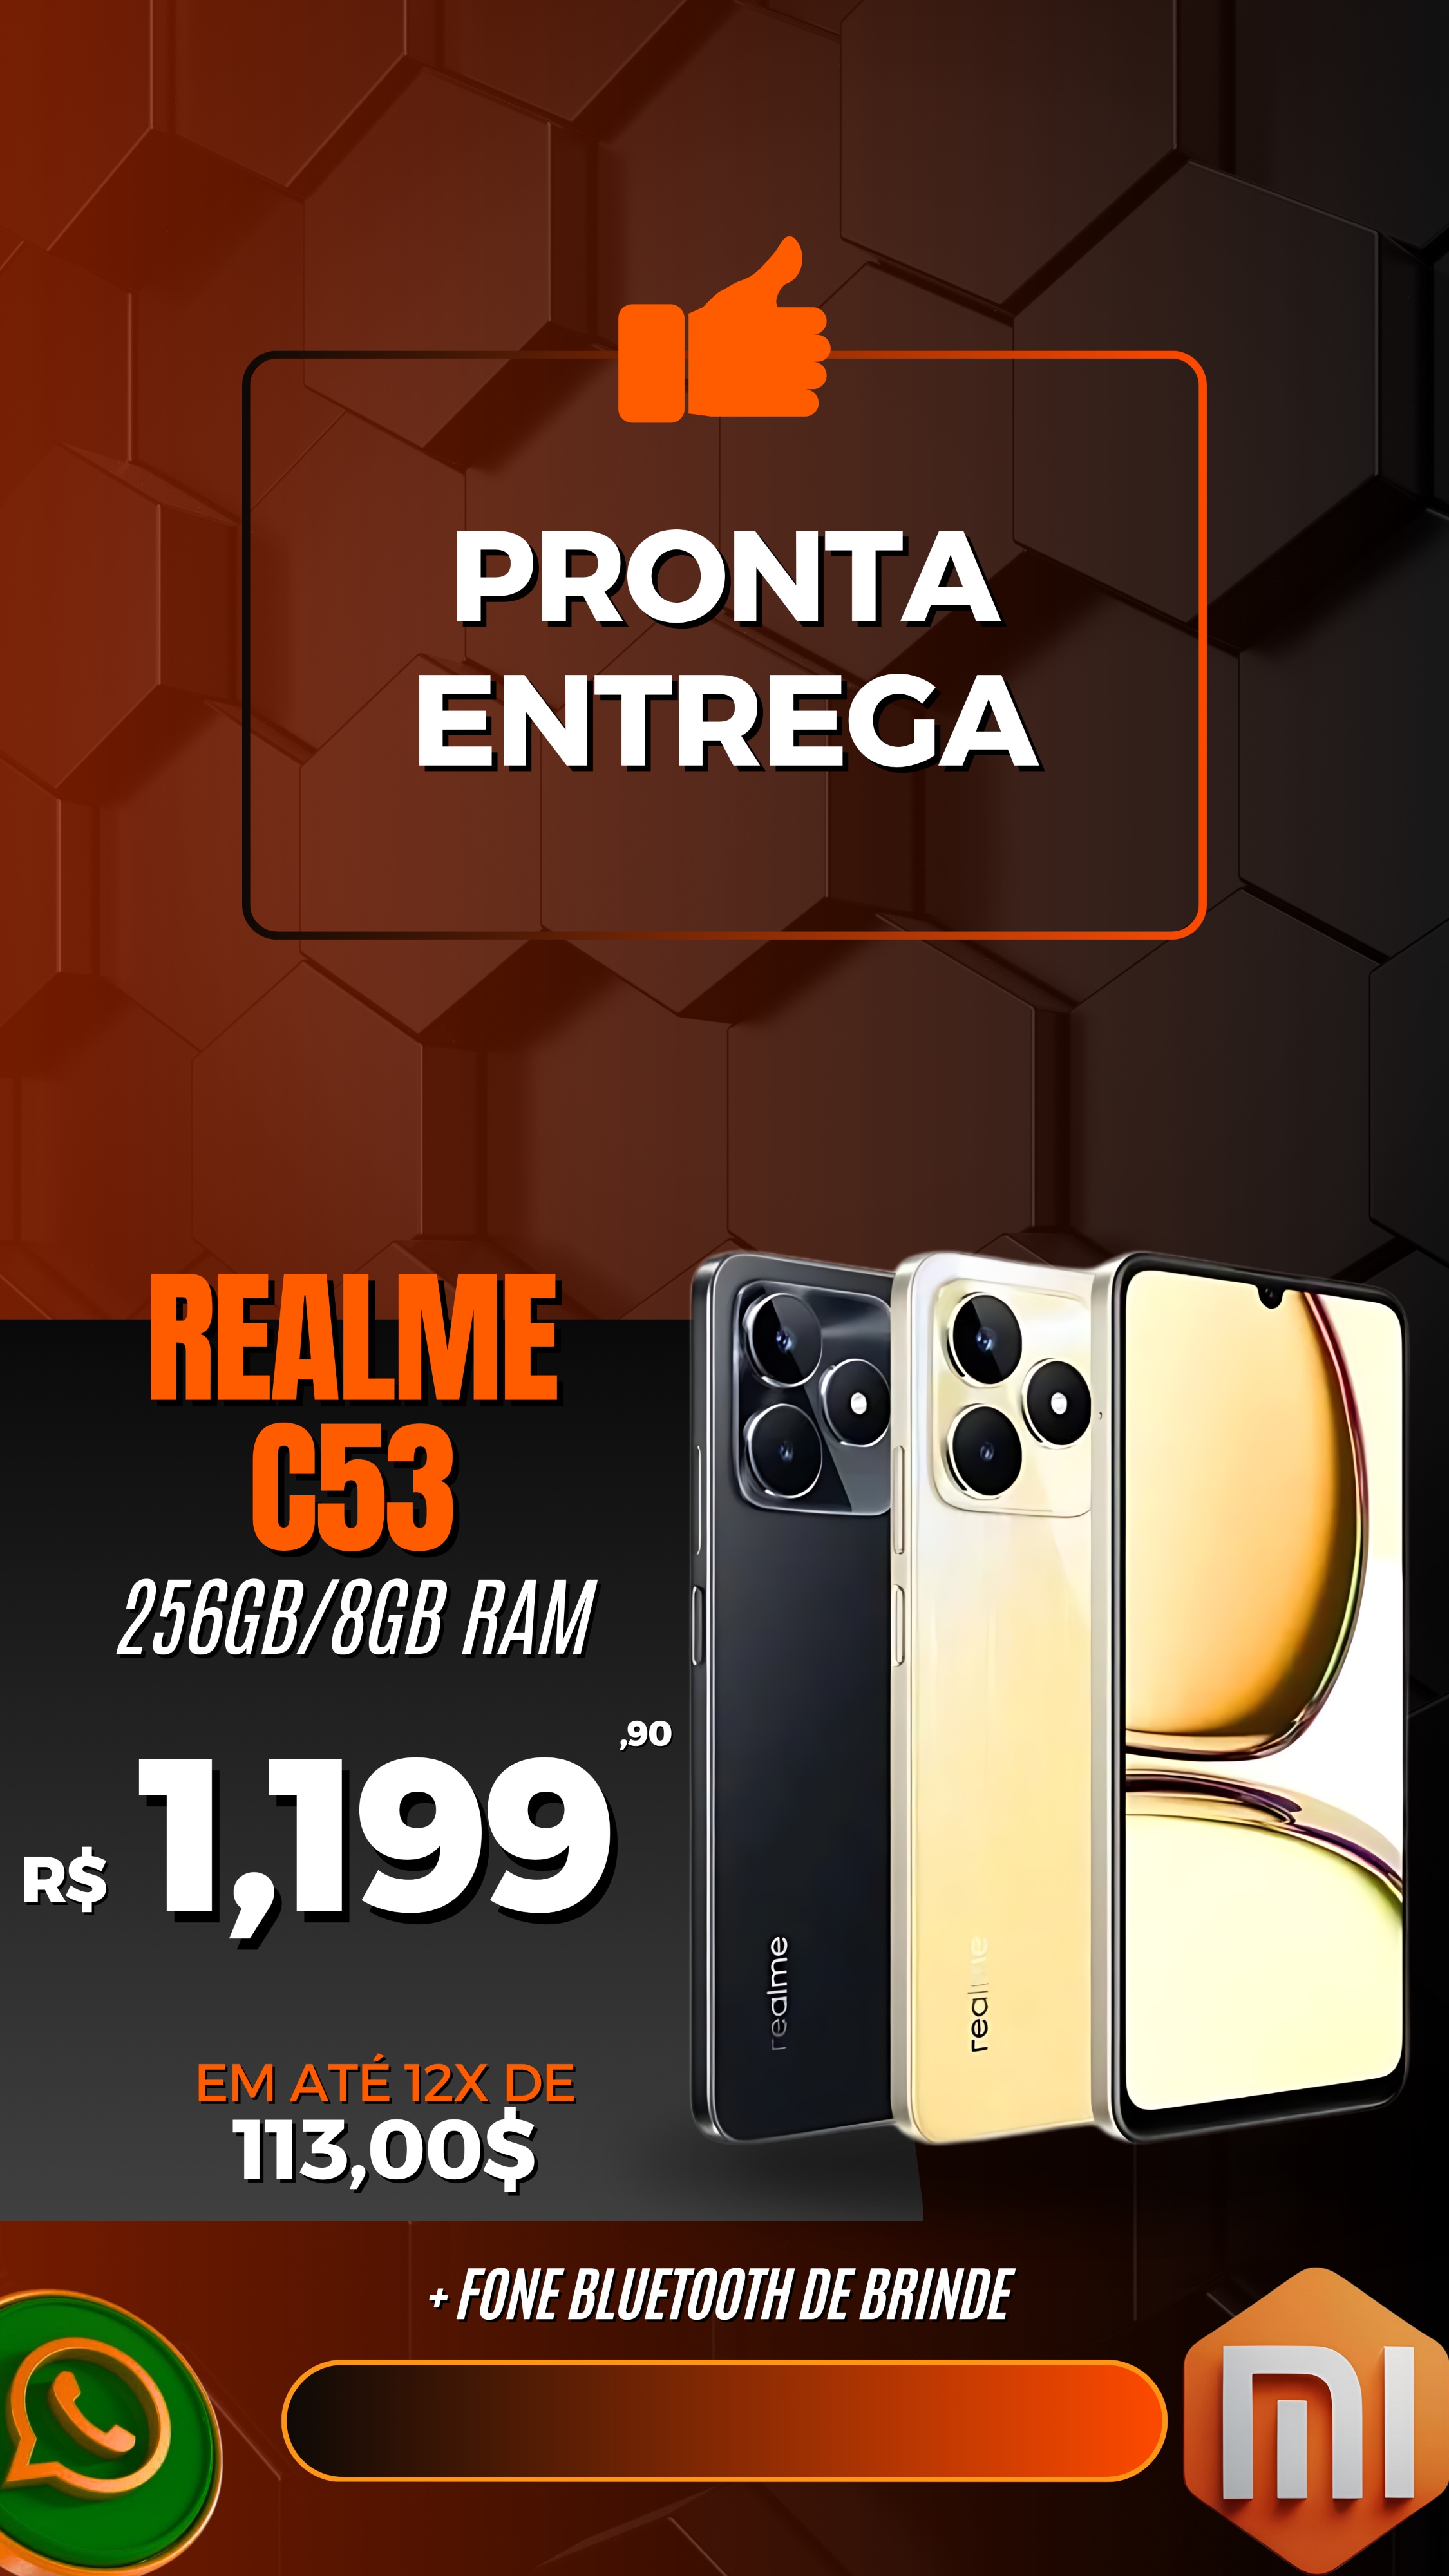 PRONTA
ENTREGA
REALME
C53
256GB/8GB RAM
R$ 1,199,90
realme
realme
EM ATÉ 12X DE
113,00$
+ FONE BLUETOOTH DE BRINDE
MI